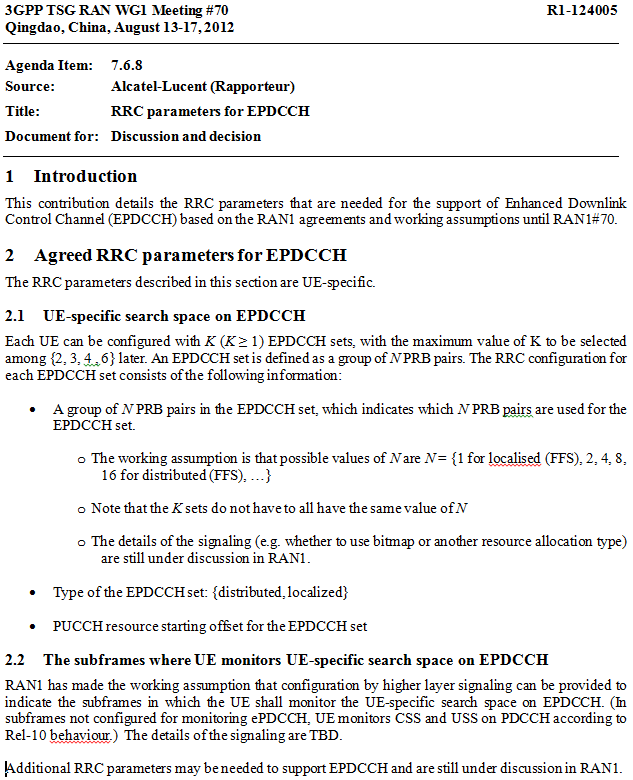 3GPP TSG RAN WG1 Meeting #70 R1-124005
Qingdao, China, August 13-17, 2012
Agenda Item: 7.6.8
Source: Alcatel-Lucent (Rapporteur)
Title: RRC parameters for EPDCCH
Document for: Discussion and decision
1 Introduction
This contribution details the RRC parameters that are needed for the support of Enhanced Downlink
Control Channel (EPDCCH) based on the RAN1 agreements and working assumptions until RAN1#70.
2 Agreed RRC parameters for EPDCCH
The RRC parameters described in this section are UE-specific.
2.1 UE-specific search space on EPDCCH
Each UE can be configured with K (K ≥ 1) EPDCCH sets, with the maximum value of K to be selected
among {2, 3, 4 ,6} later. An EPDCCH set is defined as a group of N PRB pairs. The RRC configuration for
each EPDCCH set consists of the following information:
• A group of N PRB pairs in the EPDCCH set, which indicates which N PRB pairs are used for the
EPDCCH set.
o The working assumption is that possible values of N are N = {1 for localised (FFS), 2, 4, 8,
16 for distributed (FFS), …}
o Note that the K sets do not have to all have the same value of N
o The details of the signaling (e.g. whether to use bitmap or another resource allocation type)
are still under discussion in RAN1.
• Type of the EPDCCH set: {distributed, localized}
• PUCCH resource starting offset for the EPDCCH set
2.2 The subframes where UE monitors UE-specific search space on EPDCCH
RAN1 has made the working assumption that configuration by higher layer signaling can be provided to
indicate the subframes in which the UE shall monitor the UE-specific search space on EPDCCH. (In
subframes not configured for monitoring ePDCCH, UE monitors CSS and USS on PDCCH according to
Rel-10 behaviour.) The details of the signaling are TBD.
Additional RRC parameters may be needed to support EPDCCH and are still under discussion in RAN1.